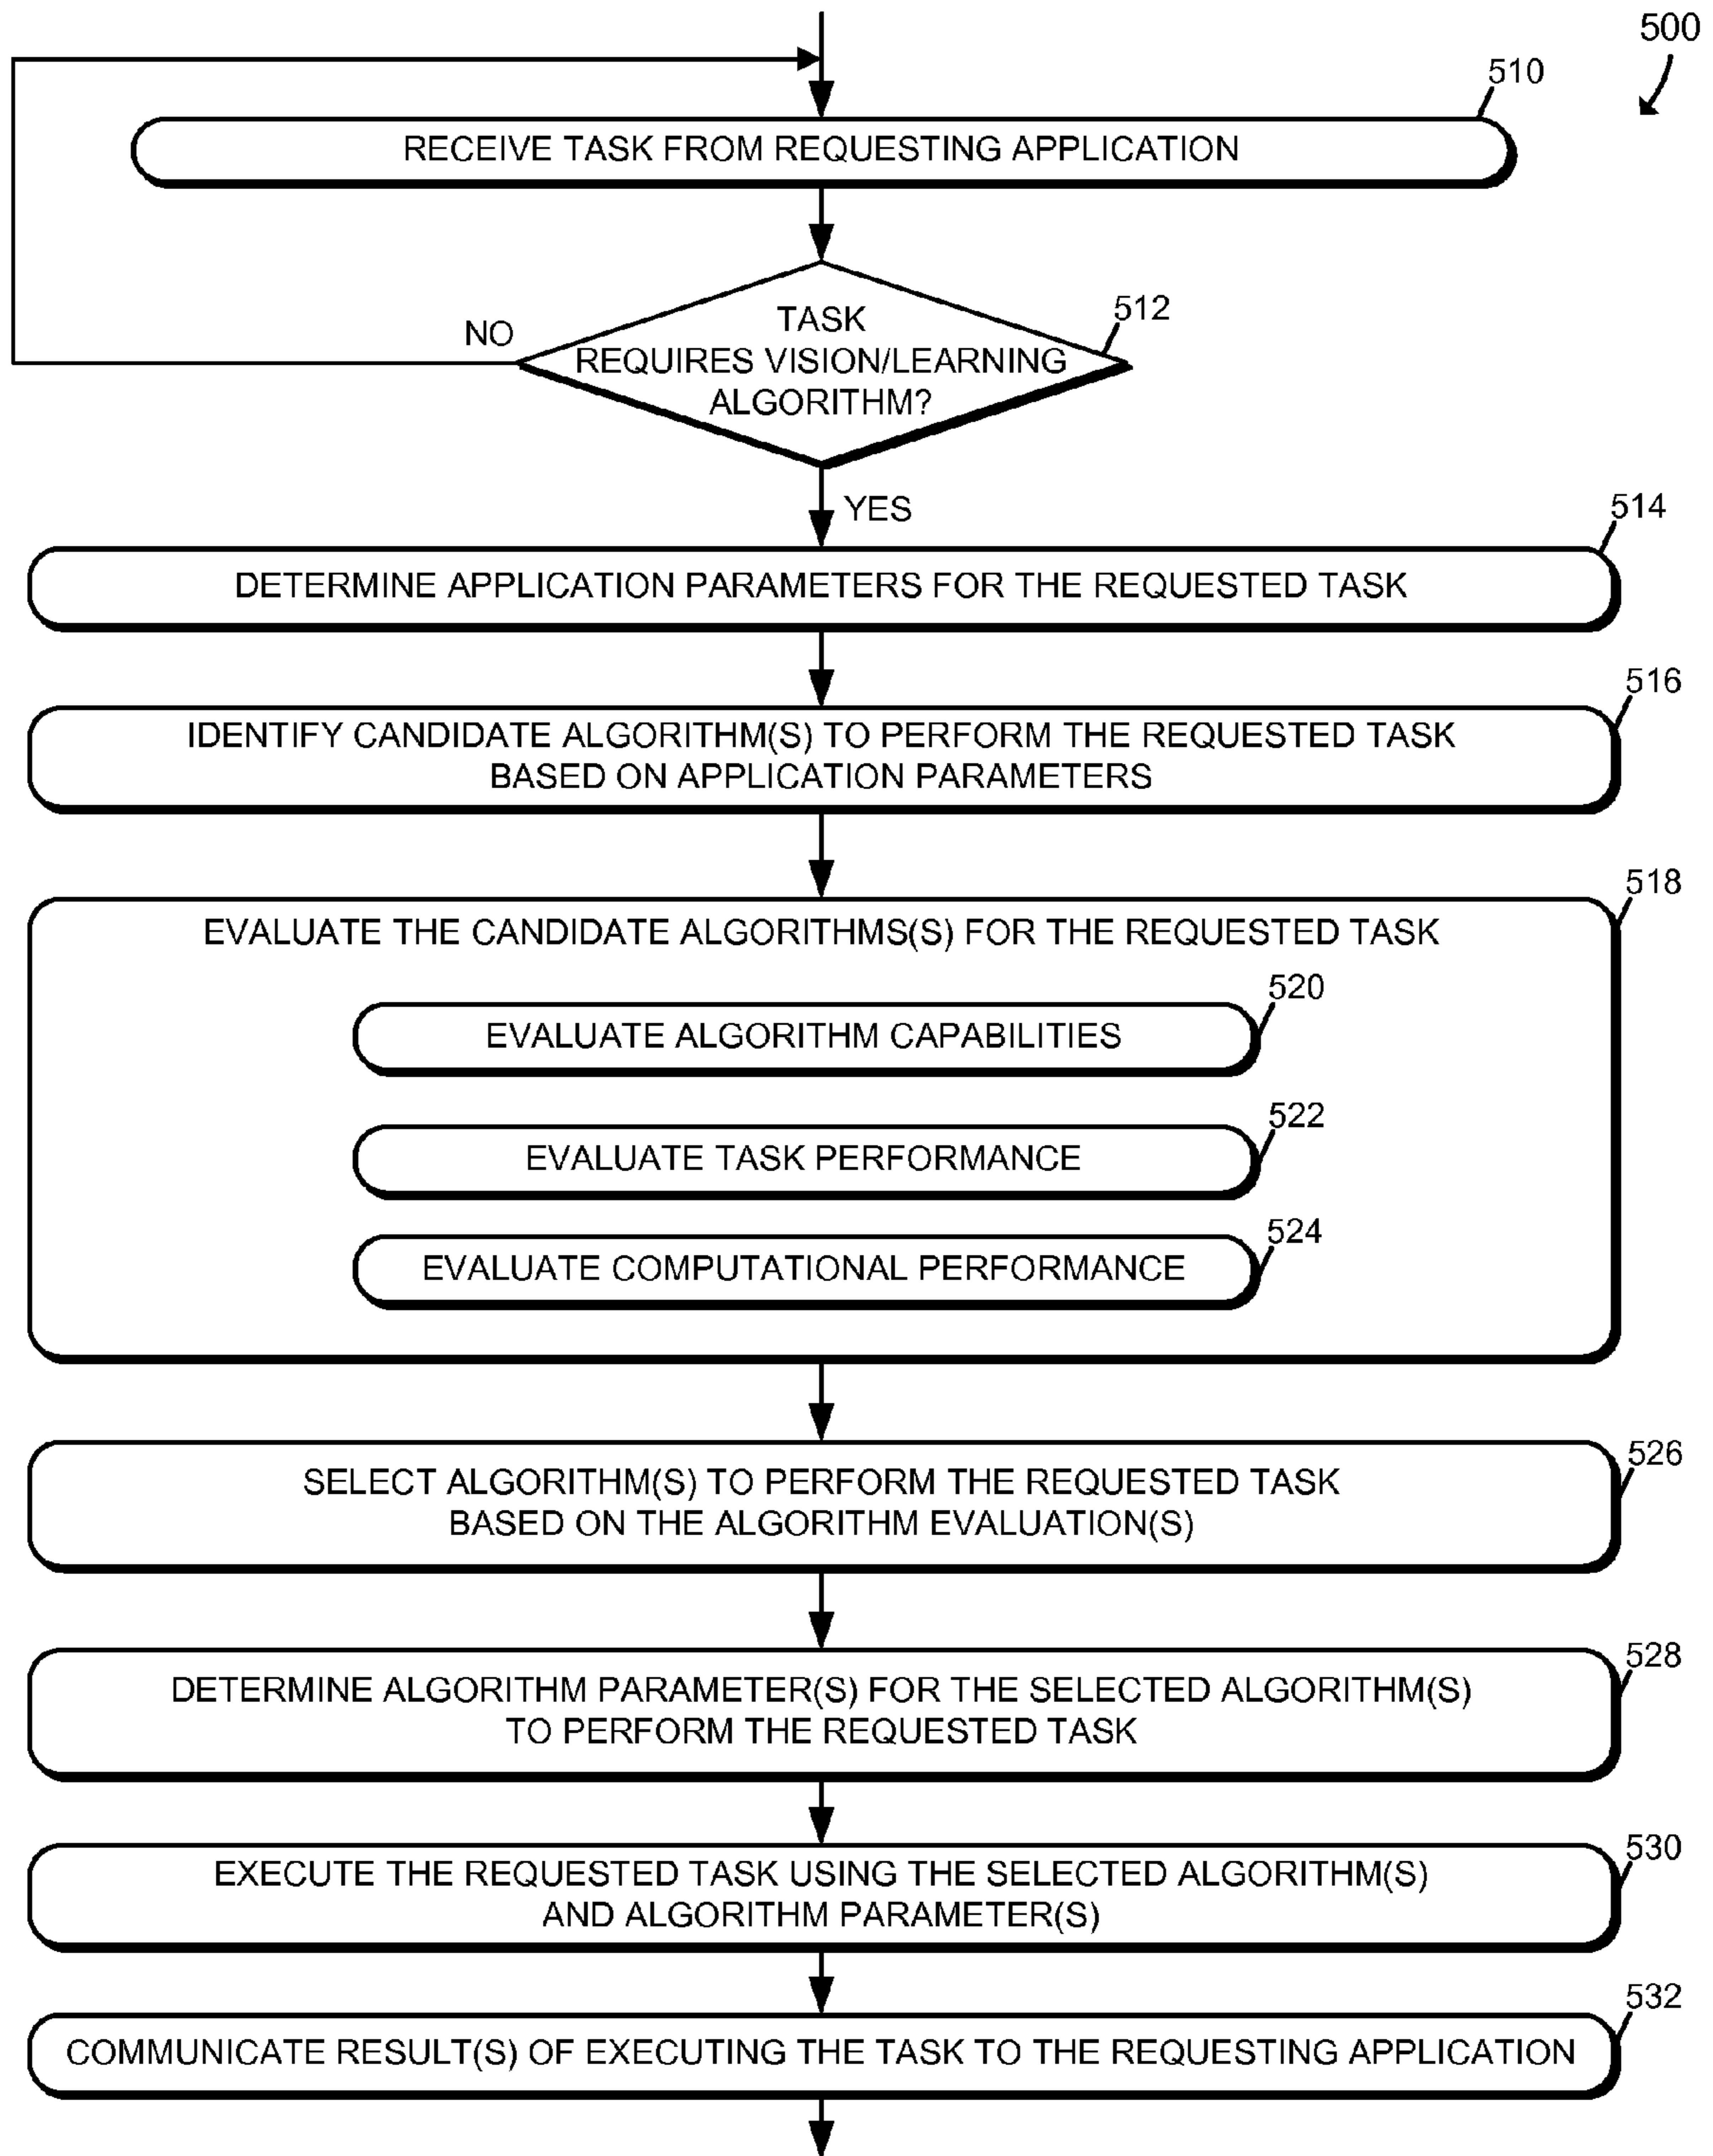 500
510
RECEIVE TASK FROM REQUESTING APPLICATION
512
NO
TASK
REQUIRES VISION/LEARNING
ALGORITHM?
YES
514
DETERMINE APPLICATION PARAMETERS FOR THE REQUESTED TASK
516
IDENTIFY CANDIDATE ALGORITHM(S) TO PERFORM THE REQUESTED TASK
BASED ON APPLICATION PARAMETERS
518
EVALUATE THE CANDIDATE ALGORITHMS(S) FOR THE REQUESTED TASK
520
EVALUATE ALGORITHM CAPABILITIES
522
EVALUATE TASK PERFORMANCE
524
EVALUATE COMPUTATIONAL PERFORMANCE
526
SELECT ALGORITHM(S) TO PERFORM THE REQUESTED TASK
BASED ON THE ALGORITHM EVALUATION(S)
528
DETERMINE ALGORITHM PARAMETER(S) FOR THE SELECTED ALGORITHM(S)
TO PERFORM THE REQUESTED TASK
530
EXECUTE THE REQUESTED TASK USING THE SELECTED ALGORITHM(S)
AND ALGORITHM PARAMETER(S)
532
COMMUNICATE RESULT(S) OF EXECUTING THE TASK TO THE REQUESTING APPLICATION